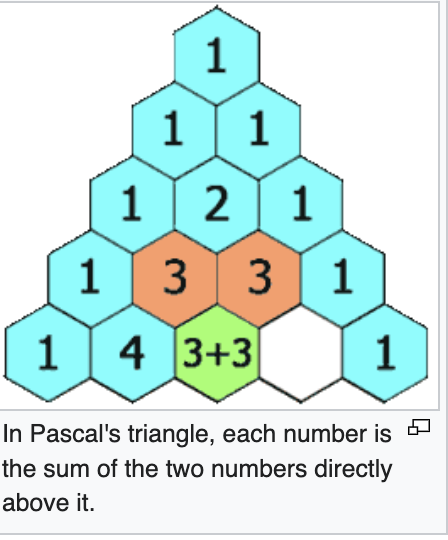 1
1 1
1 2 1
1 3 3 1
1 4 3+3 1
In Pascal's triangle, each number is
the sum of the two numbers directly
above it.